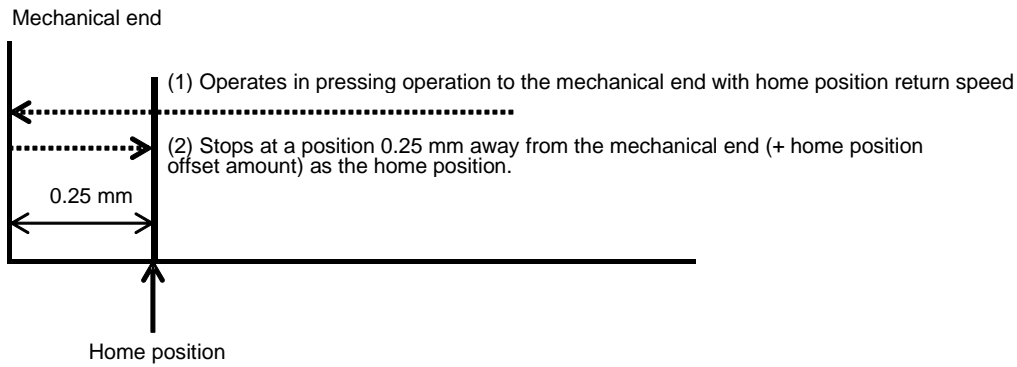 Mechanical end
(1) Operates in pressing operation to the mechanical end with home position return speed
(2) Stops at a position 0.25 mm away from the mechanical end (+ home position
offset amount) as the home position.
0.25 mm
Home position